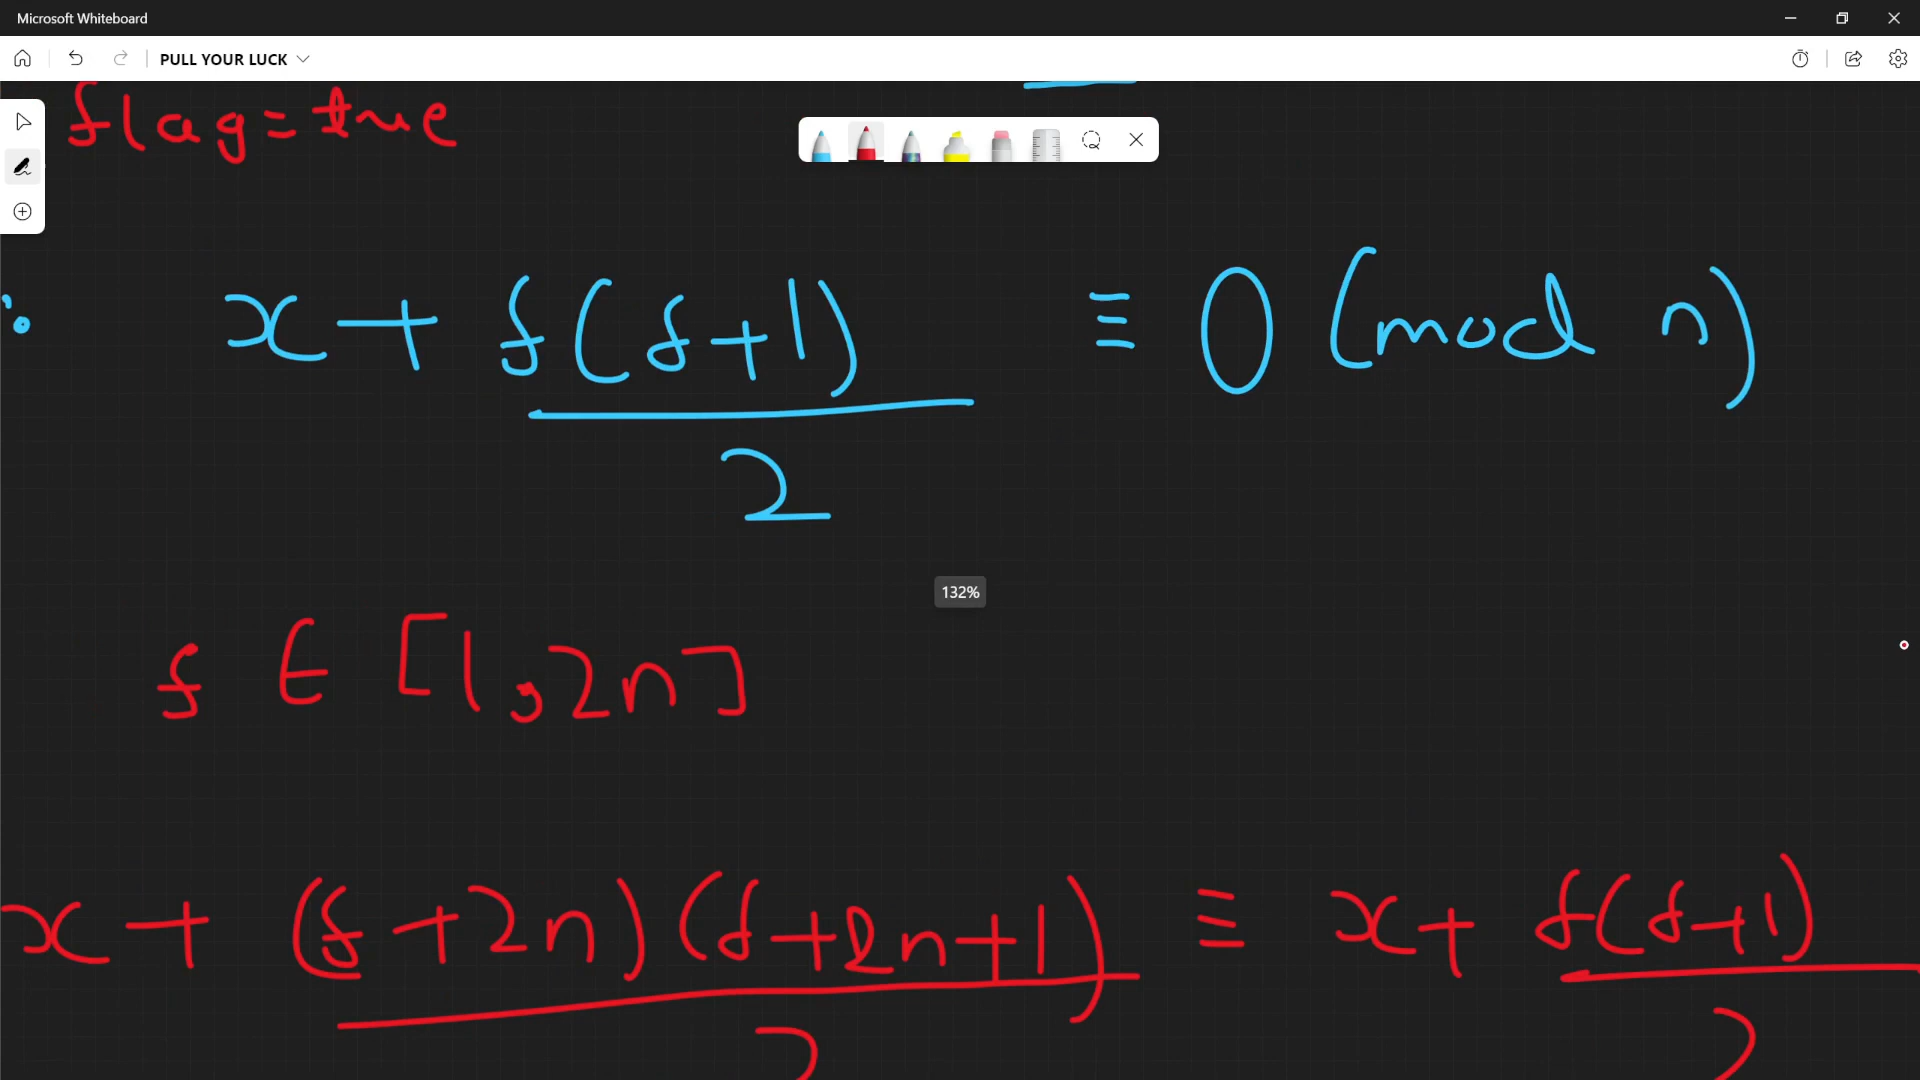 Microsoft Whiteboard
PULL YOUR LUCK
flag=true
x + f(f+1) ≡ 0 (mod n)
2
132%
f ∈ [1,2n]
x + (f+2n)(f+2n+1) ≡ x + f(f+1)
2 2